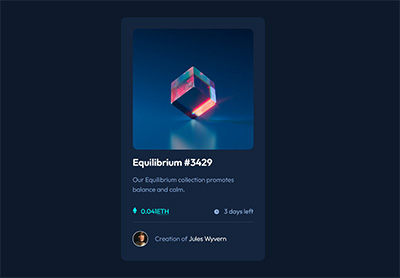 Equilibrium #3429
Our Equilibrium collection promotes
balance and calm.
0.041ETH
3 days left
Creation of Jules Wyvern